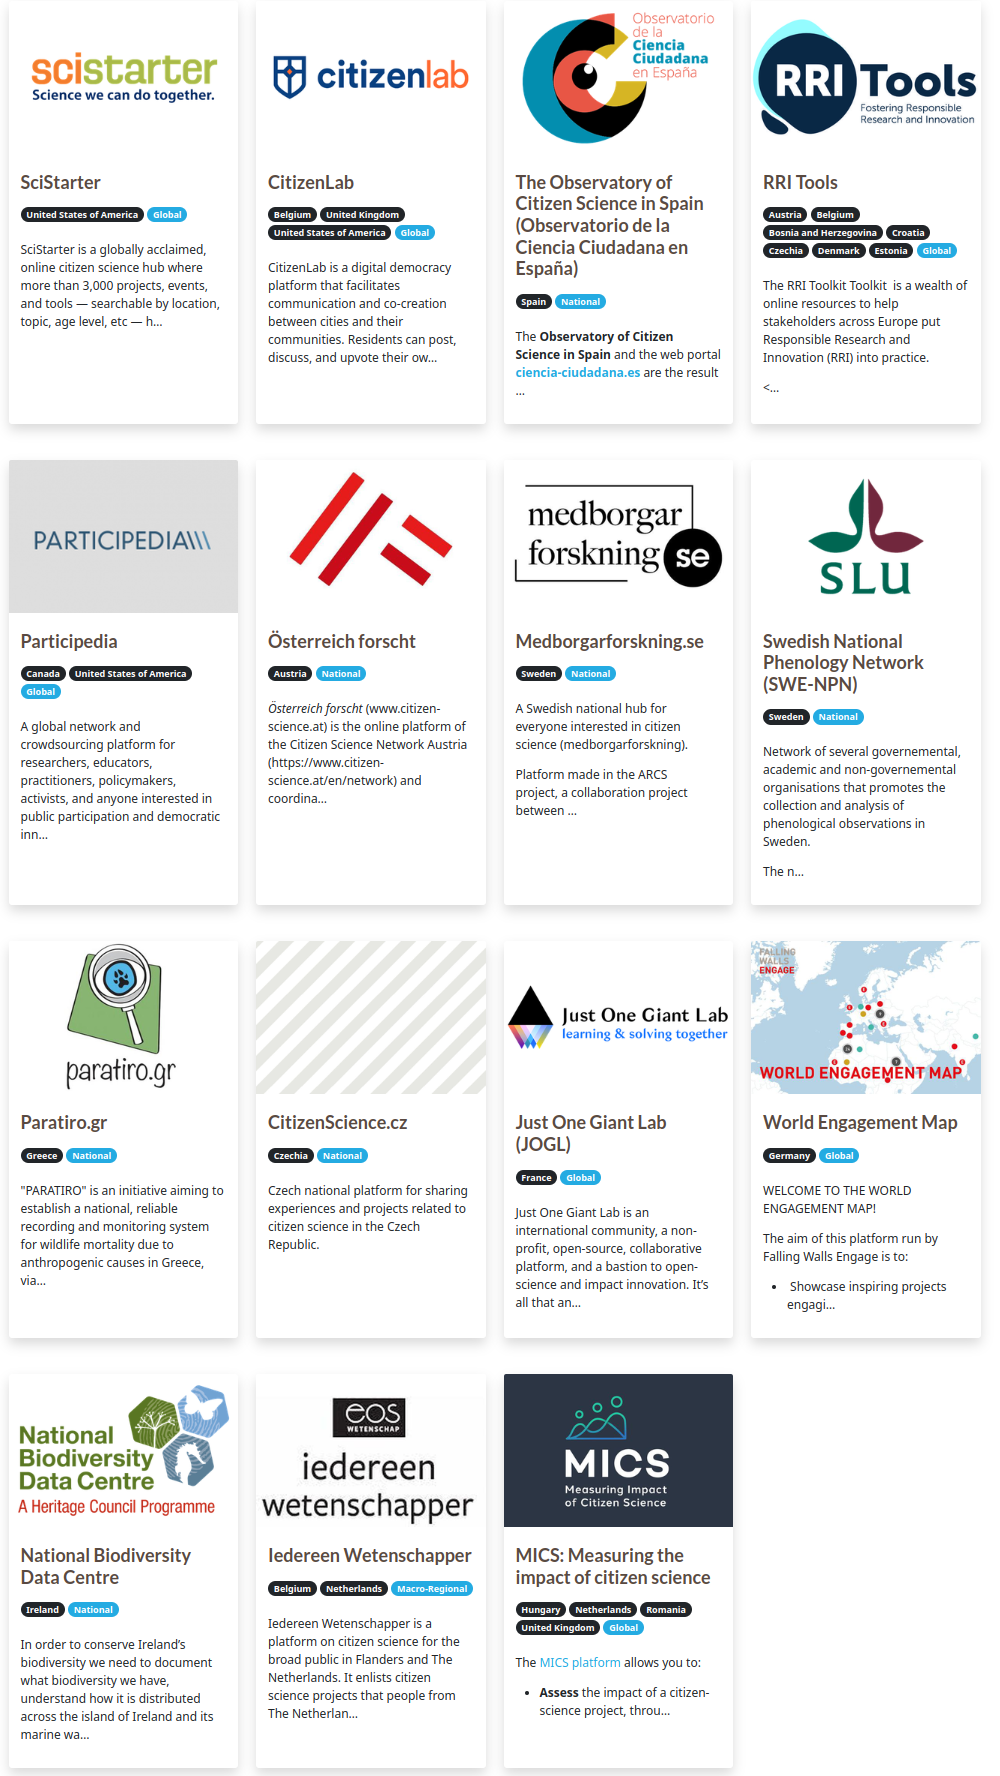 scistarter
Science we can do together.
SciStarter
United States of America Global
SciStarter is a globally acclaimed,
online citizen science hub where
more than 3,000 projects, events,
and tools — searchable by location,
topic, age level, etc — h...
citizenlab
CitizenLab
Belgium United Kingdom
United States of America Global
CitizenLab is a digital democracy
platform that facilitates
communication and co-creation
between cities and their
communities. Residents can post,
discuss, and upvote their ow...
Observatorio
de la
Ciencia
Ciudadana
en España
The Observatory of
Citizen Science in Spain
(Observatorio de la
Ciencia Ciudadana en
España)
Spain National
The Observatory of Citizen
Science in Spain and the web portal
ciencia-ciudadana.es are the result
...
RRI Tools
Fostering Responsible
Research and Innovation
RRI Tools
Austria Belgium
Bosnia and Herzegovina Croatia
Czechia Denmark Estonia Global
The RRI Toolkit Toolkit is a wealth of
online resources to help
stakeholders across Europe put
Responsible Research and
Innovation (RRI) into practice.
<...
PARTICIPEDIA
Participedia
Canada United States of America
Global
A global network and
crowdsourcing platform for
researchers, educators,
practitioners, policymakers,
activists, and anyone interested in
public participation and democratic
inn...
Österreich forscht
Austria National
Österreich forscht (www.citizen-
science.at) is the online platform of
the Citizen Science Network Austria
(https://www.citizen-
science.at/en/network) and
coordina...
medborgar
forskning se
Medborgarforskning.se
Sweden National
A Swedish national hub for
everyone interested in citizen
science (medborgarforskning).
Platform made in the ARCS
project, a collaboration project
between ...
SLU
Swedish National
Phenology Network
(SWE-NPN)
Sweden National
Network of several governemental,
academic and non-governemental
organisations that promotes the
collection and analysis of
phenological observations in
Sweden.
The n...
paratiro.gr
Paratiro.gr
Greece National
"PARATIRO" is an initiative aiming to
establish a national, reliable
recording and monitoring system
for wildlife mortality due to
anthropogenic causes in Greece,
via...
CitizenScience.cz
Czechia National
Czech national platform for sharing
experiences and projects related to
citizen science in the Czech
Republic.
Just One Giant Lab
learning & solving together
Just One Giant Lab
(JOGL)
France Global
Just One Giant Lab is an
international community, a non-
profit, open-source, collaborative
platform, and a bastion to open-
science and impact innovation. It's
all that an...
FALLING
WALLS
ENGAGE
WORLD ENGAGEMENT MAP
World Engagement Map
Germany Global
WELCOME TO THE WORLD
ENGAGEMENT MAP!
The aim of this platform run by
Falling Walls Engage is to:
• Showcase inspiring projects
engagi...
National
Biodiversity
Data Centre
A Heritage Council Programme
National Biodiversity
Data Centre
Ireland National
In order to conserve Ireland's
biodiversity we need to document
what biodiversity we have,
understand how it is distributed
across the island of Ireland and its
marine wa...
eos
WETENSCHAP
iedereen
wetenschapper
Iedereen Wetenschapper
Belgium Netherlands Macro-Regional
Iedereen Wetenschapper is a
platform on citizen science for the
broad public in Flanders and The
Netherlands. It enlists citizen
science projects that people from
The Netherlan...
MICS
Measuring Impact
of Citizen Science
MICS: Measuring the
impact of citizen science
Hungary Netherlands Romania
United Kingdom Global
The MICS platform allows you to:
• Assess the impact of a citizen-
science project, throu...